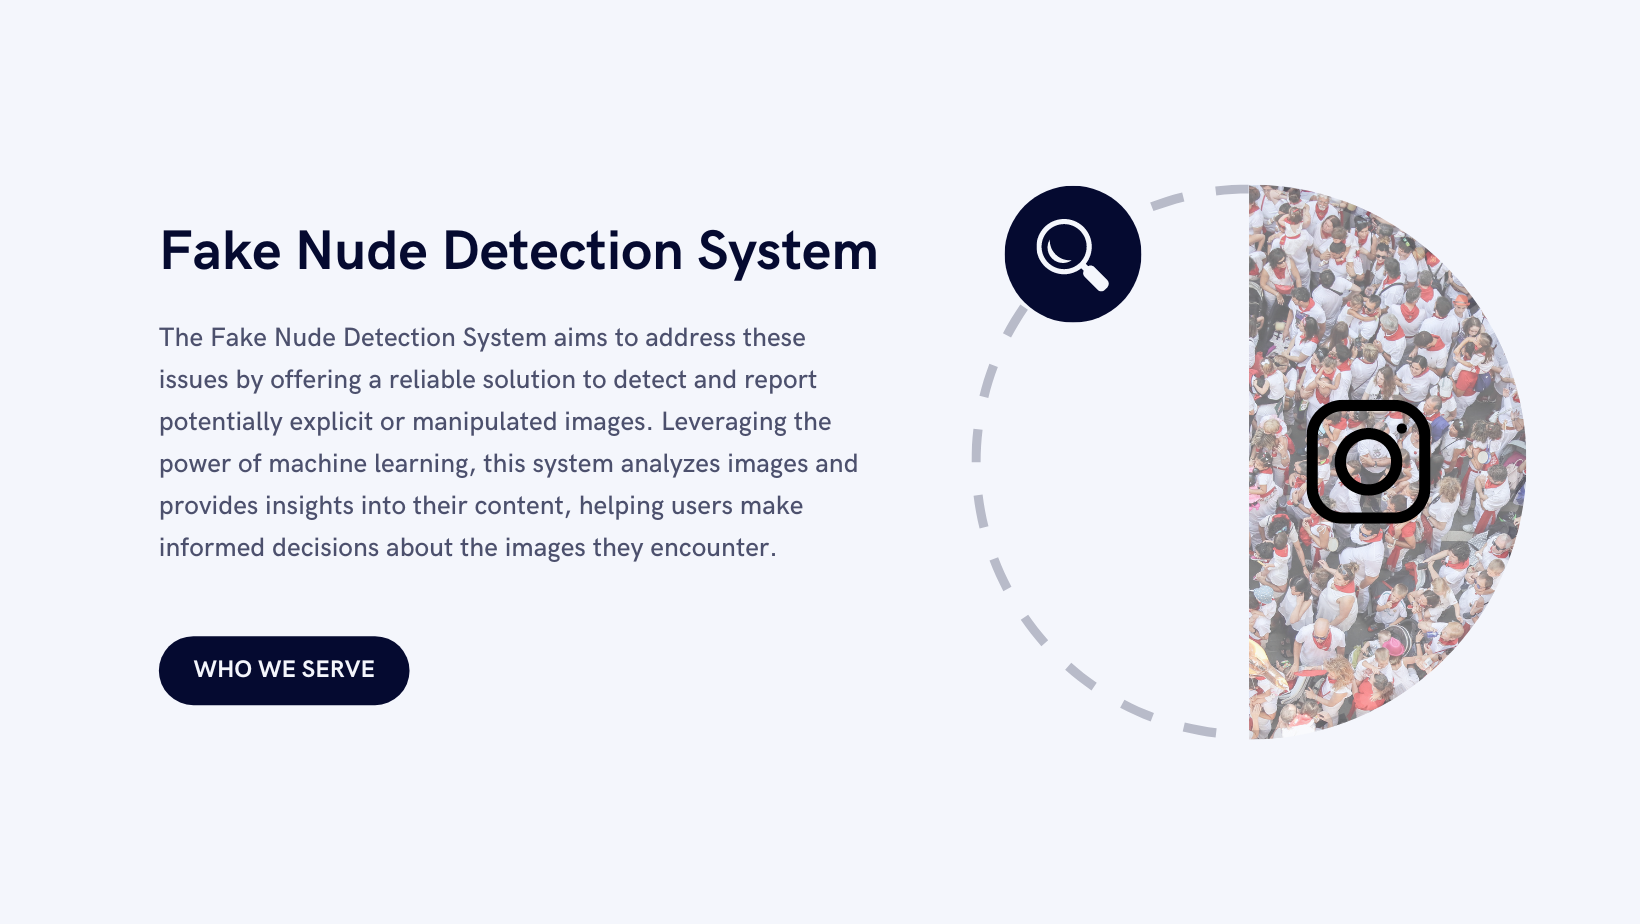 Fake Nude Detection System
The Fake Nude Detection System aims to address these
issues by offering a reliable solution to detect and report
potentially explicit or manipulated images. Leveraging the
power of machine learning, this system analyzes images and
provides insights into their content, helping users make
informed decisions about the images they encounter.
WHO WE SERVE